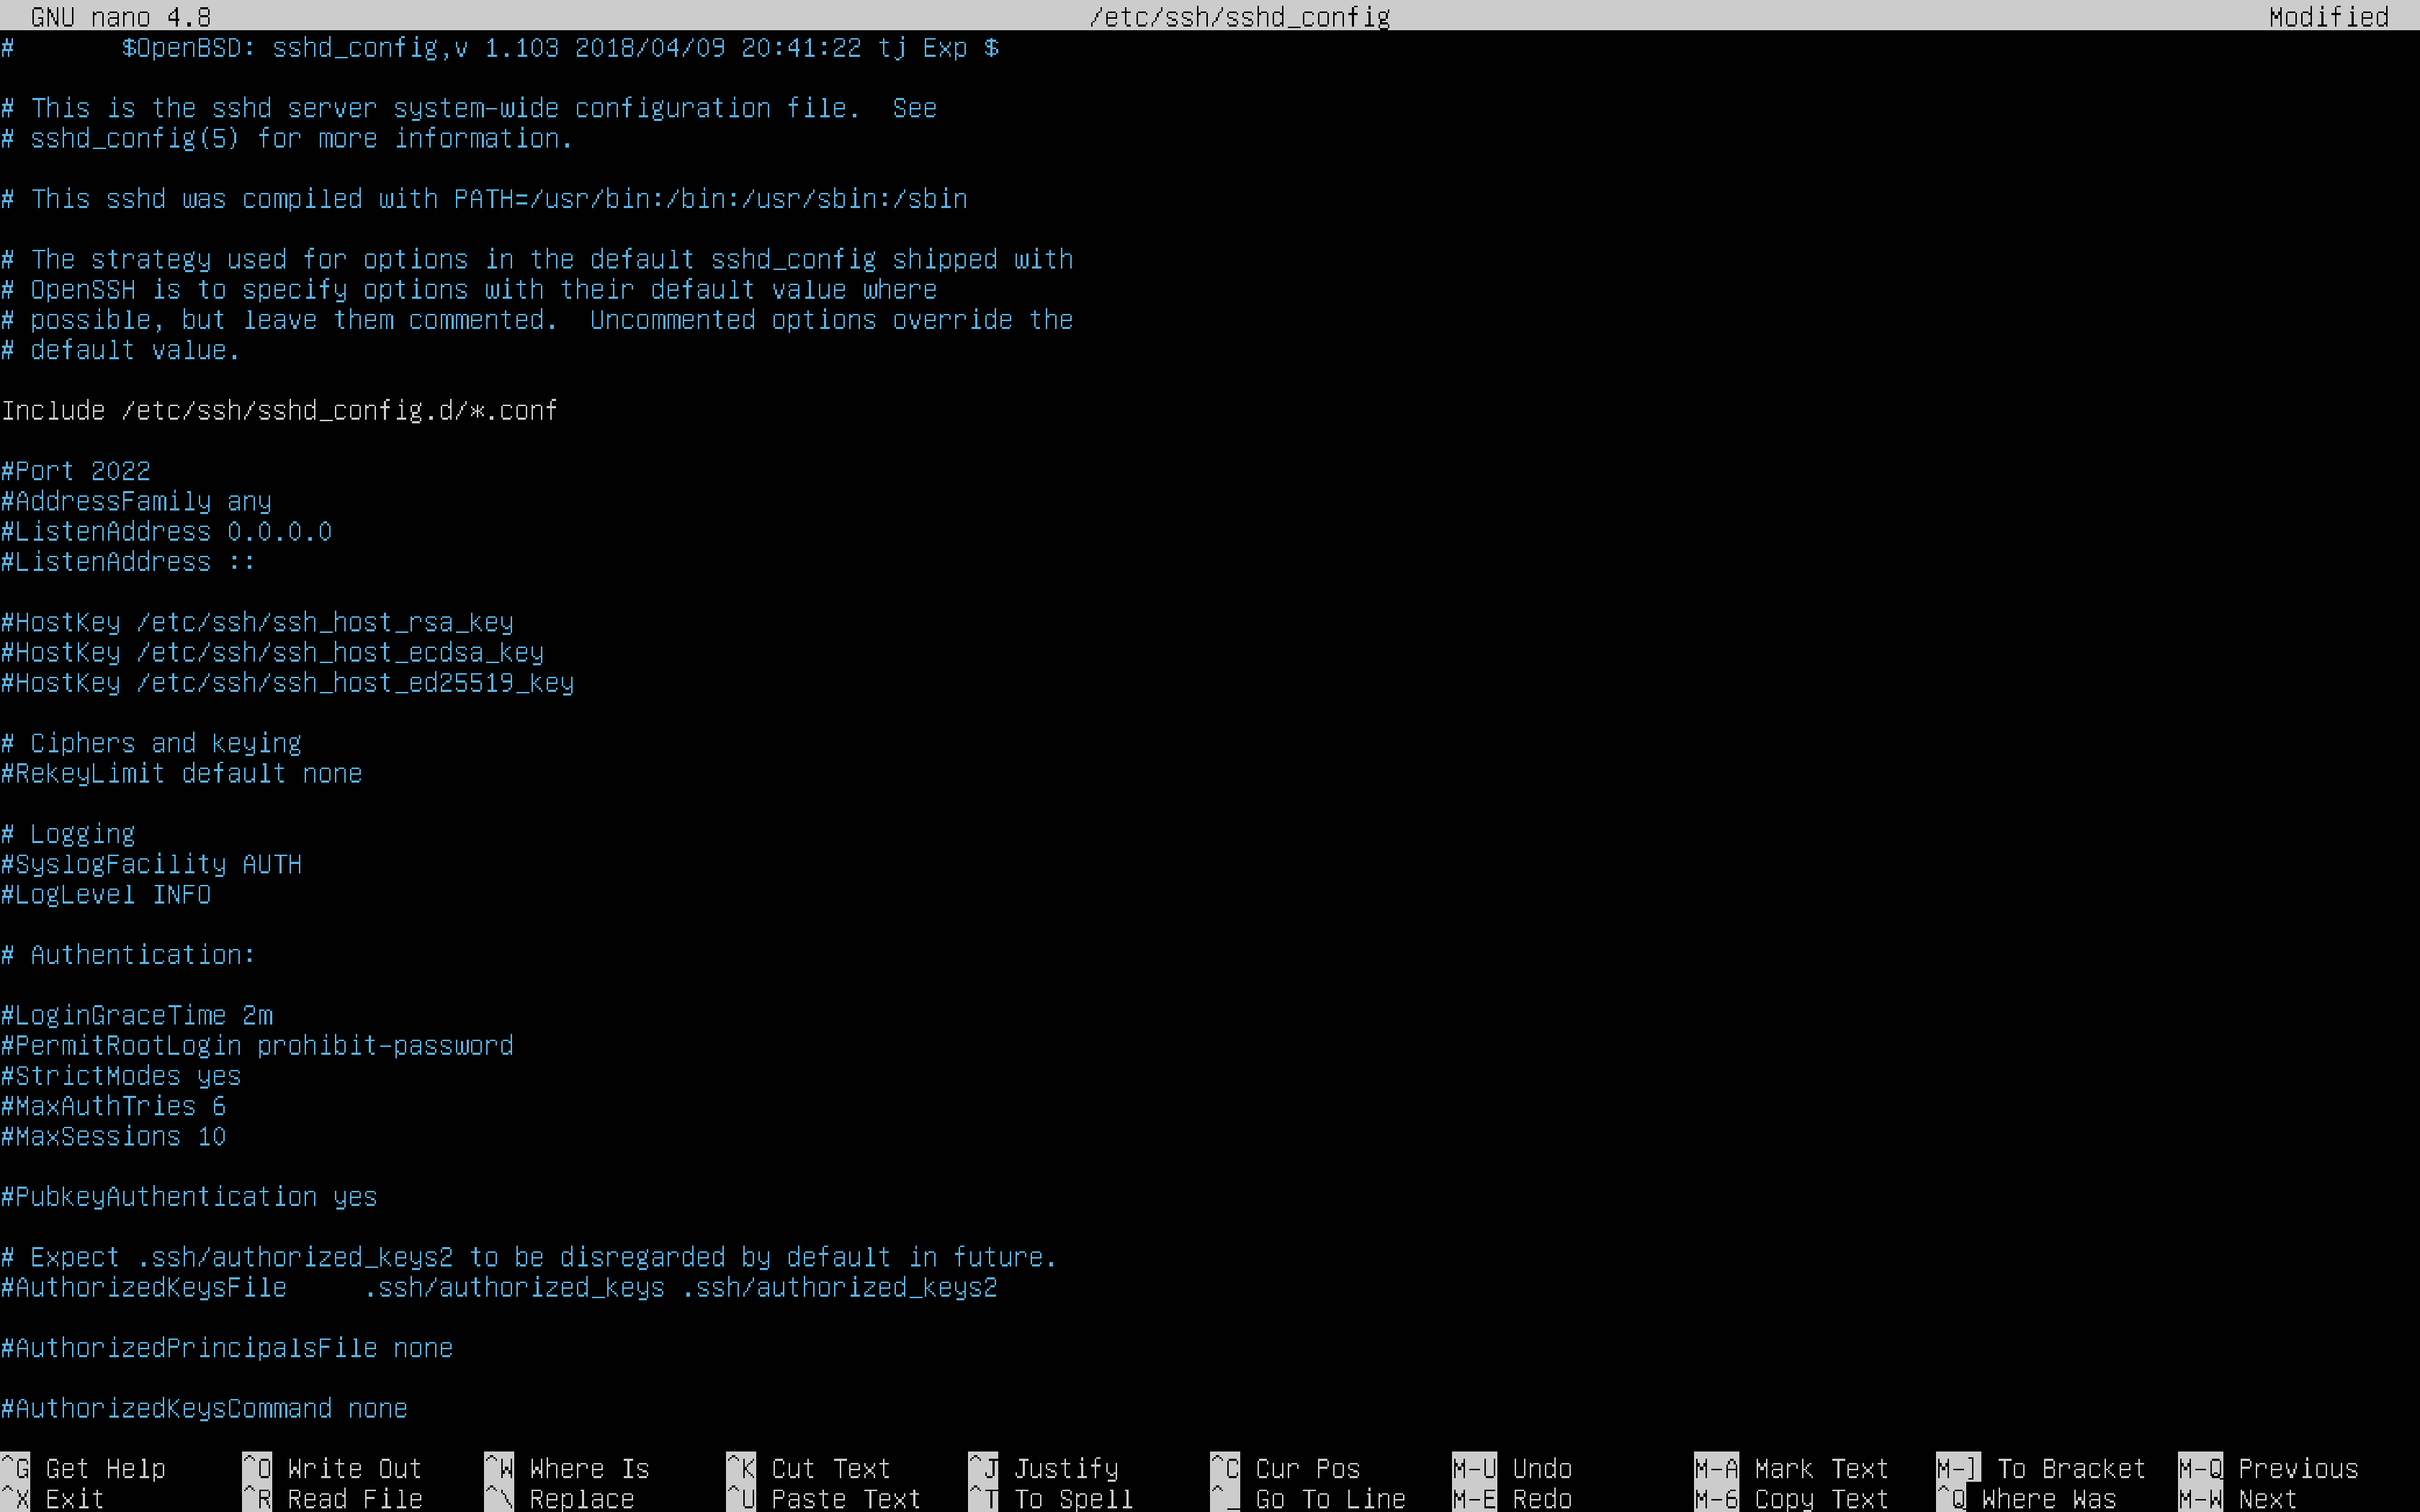 GNU nano 4.8 /etc/ssh/sshd_config Modified
# $OpenBSD: sshd_config,v 1.103 2018/04/09 20:41:22 tj Exp $
# This is the sshd server system-wide configuration file.  See
# sshd_config(5) for more information.
# This sshd was compiled with PATH=/usr/bin:/bin:/usr/sbin:/sbin
# The strategy used for options in the default sshd_config shipped with
# OpenSSH is to specify options with their default value where
# possible, but leave them commented.  Uncommented options override the
# default value.
Include /etc/ssh/sshd_config.d/*.conf
#Port 2022
#AddressFamily any
#ListenAddress 0.0.0.0
#ListenAddress ::
#HostKey /etc/ssh/ssh_host_rsa_key
#HostKey /etc/ssh/ssh_host_ecdsa_key
#HostKey /etc/ssh/ssh_host_ed25519_key
# Ciphers and keying
#RekeyLimit default none
# Logging
#SyslogFacility AUTH
#LogLevel INFO
# Authentication:
#LoginGraceTime 2m
#PermitRootLogin prohibit-password
#StrictModes yes
#MaxAuthTries 6
#MaxSessions 10
#PubkeyAuthentication yes
# Expect .ssh/authorized_keys2 to be disregarded by default in future.
#AuthorizedKeysFile     .ssh/authorized_keys .ssh/authorized_keys2
#AuthorizedPrincipalsFile none
#AuthorizedKeysCommand none
^G Get Help ^O Write Out ^W Where Is ^K Cut Text ^J Justify ^C Cur Pos M-U Undo M-A Mark Text M-] To Bracket M-Q Previous
^X Exit ^R Read File ^\ Replace ^U Paste Text ^T To Spell ^_ Go To Line M-E Redo M-6 Copy Text ^Q Where Was M-W Next